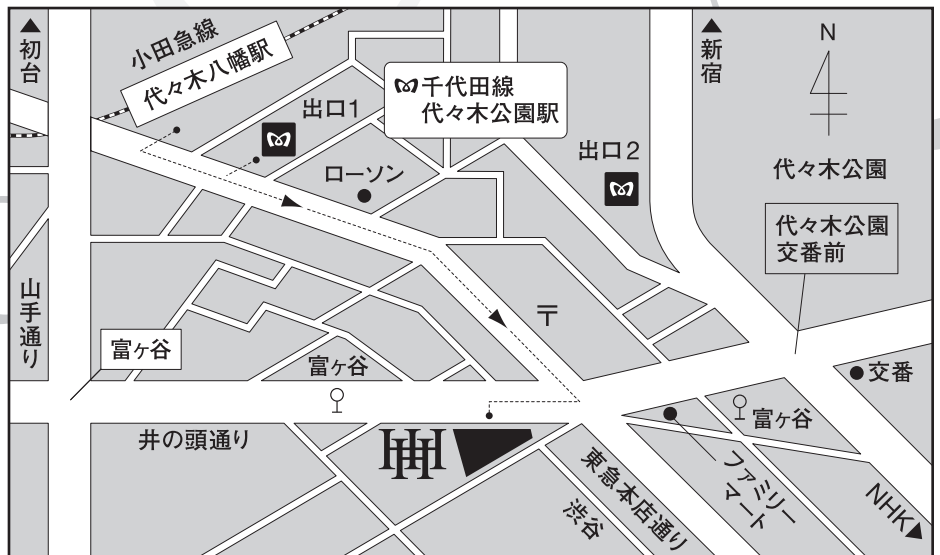 初台
小田急線
代々木八幡駅
千代田線
代々木公園駅
出口1
出口2
ローソン
新宿
N
代々木公園
代々木公園
交番前
山手通り
富ヶ谷
〒
富ヶ谷
交番
富ヶ谷
井の頭通り
HHH
東急本店通り
渋谷
ファミリー
マート
NHK